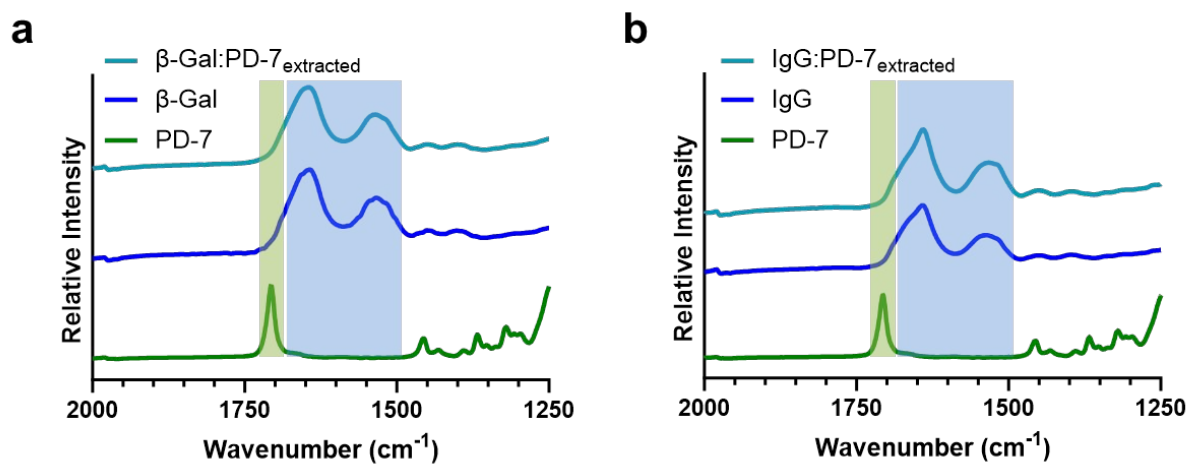 a
β-Gal:PD-7extracted
β-Gal
PD-7
Relative Intensity
2000 1750 1500 1250
Wavenumber (cm-1)
b
IgG:PD-7extracted
IgG
PD-7
Relative Intensity
2000 1750 1500 1250
Wavenumber (cm-1)